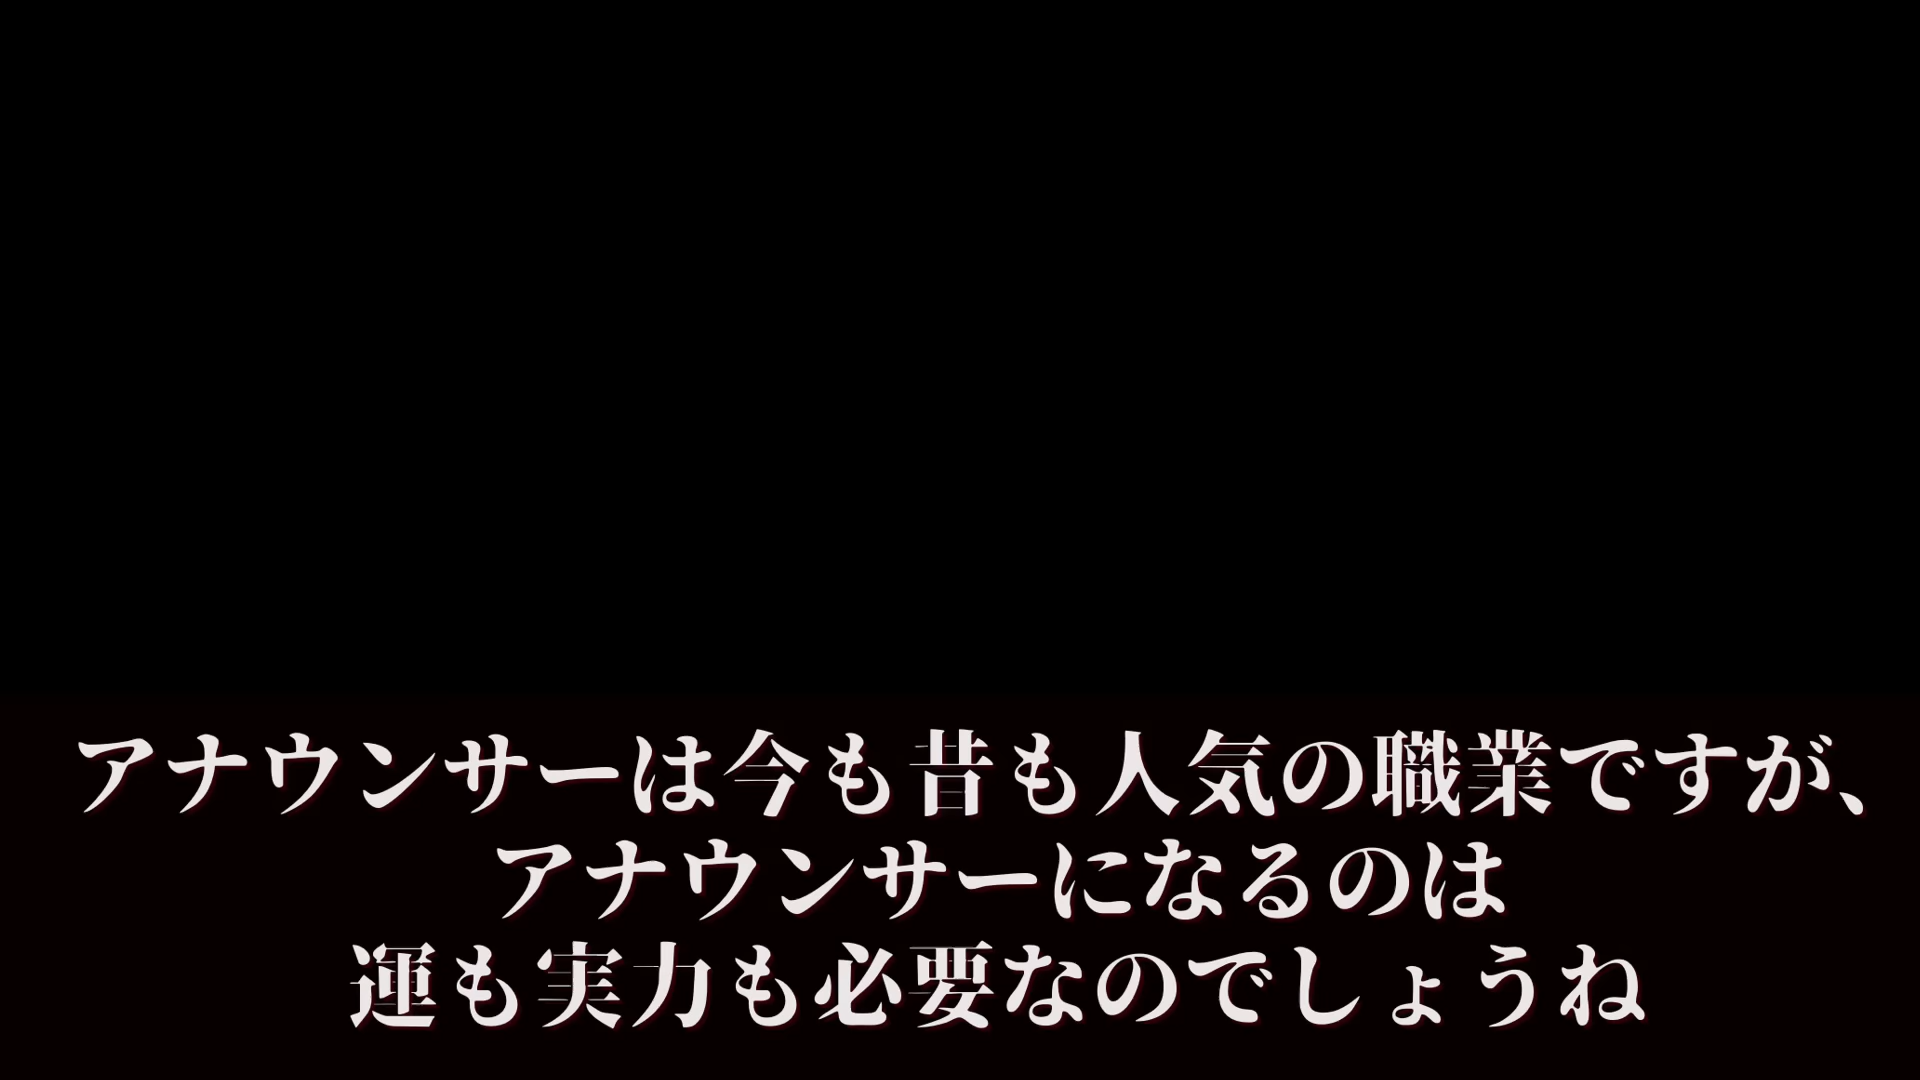 アナウンサーは今も昔も人気の職業ですが、
アナウンサーになるのは
運も実力も必要なのでしょうね